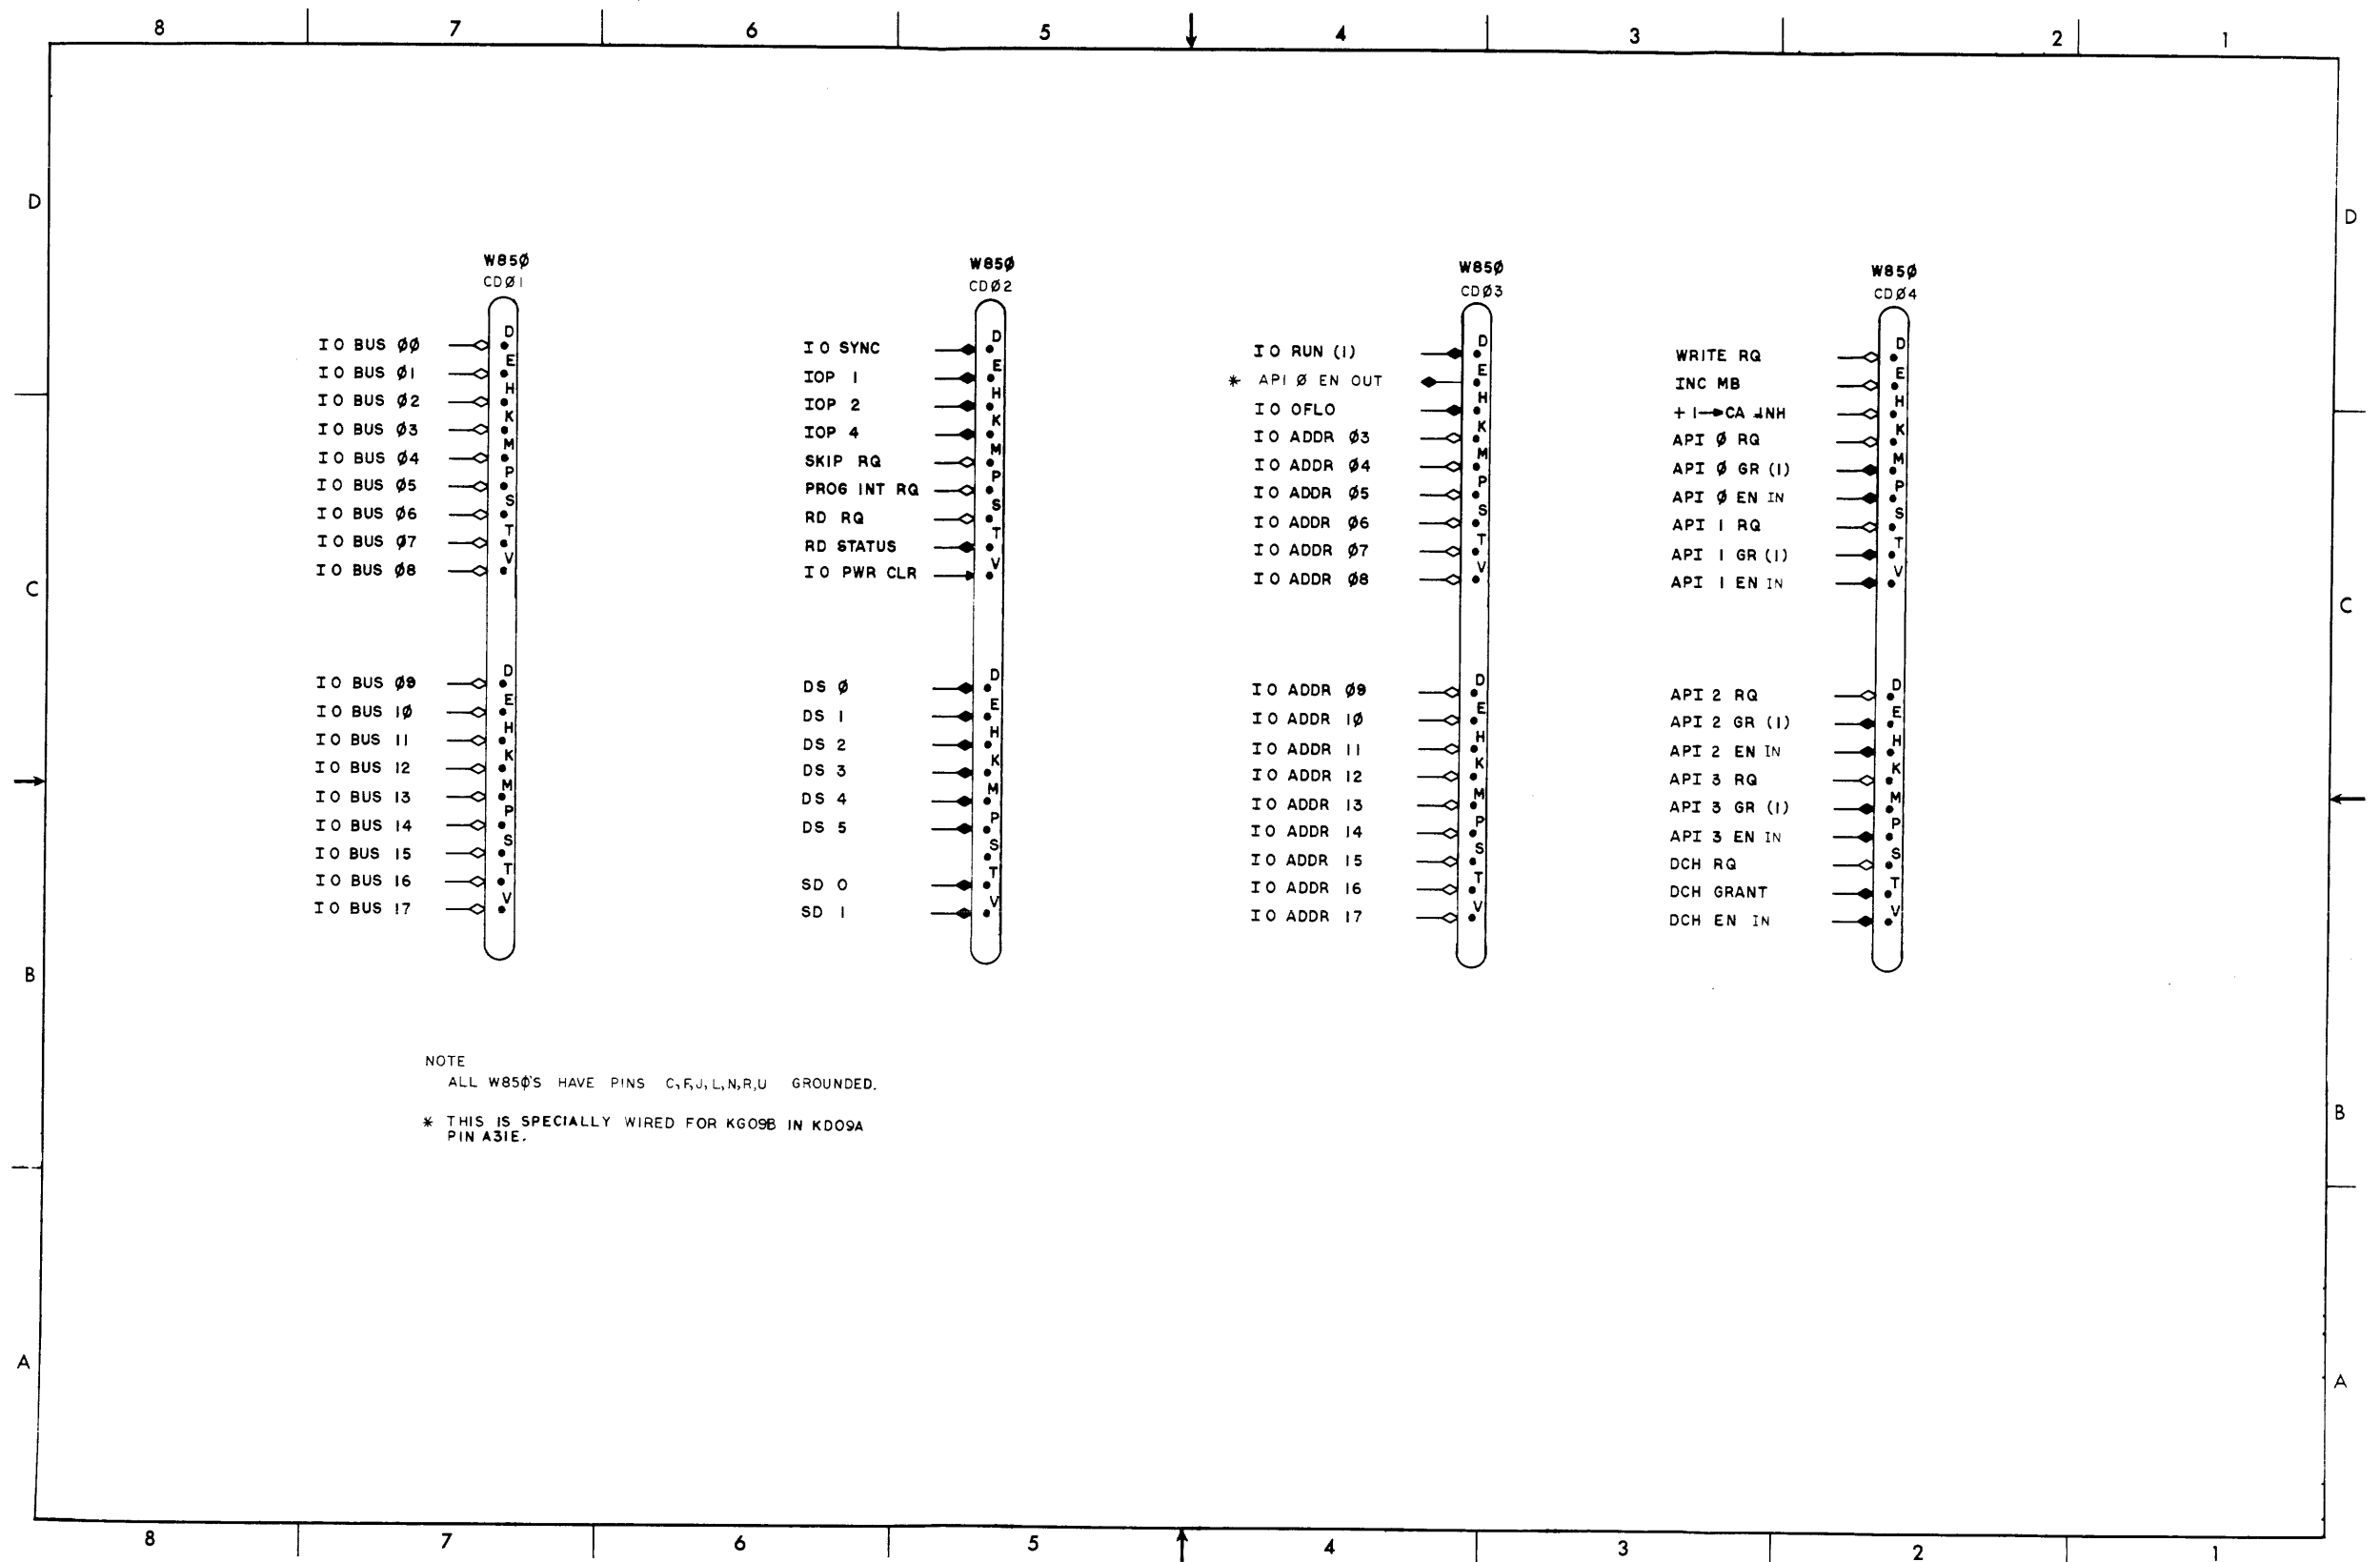 8 7 6 5 4 3 2 1
D
D
W85Ø
CDØ1
IO BUS ØØ D
IO BUS Ø1 E
IO BUS Ø2 H
IO BUS Ø3 K
IO BUS Ø4 M
IO BUS Ø5 P
IO BUS Ø6 S
IO BUS Ø7 T
IO BUS Ø8 V
IO BUS Ø9 D
IO BUS 1Ø E
IO BUS 11 H
IO BUS 12 K
IO BUS 13 M
IO BUS 14 P
IO BUS 15 S
IO BUS 16 T
IO BUS 17 V
W85Ø
CDØ2
IO SYNC D
IOP 1 E
IOP 2 H
IOP 4 K
SKIP RQ M
PROG INT RQ P
RD RQ S
RD STATUS T
IO PWR CLR V
DS Ø D
DS 1 E
DS 2 H
DS 3 K
DS 4 M
DS 5 P
S
SD 0 T
SD 1 V
W85Ø
CDØ3
IO RUN (1) D
* API Ø EN OUT E
IO OFLO H
IO ADDR Ø3 K
IO ADDR Ø4 M
IO ADDR Ø5 P
IO ADDR Ø6 S
IO ADDR Ø7 T
IO ADDR Ø8 V
IO ADDR Ø9 D
IO ADDR 1Ø E
IO ADDR 11 H
IO ADDR 12 K
IO ADDR 13 M
IO ADDR 14 P
IO ADDR 15 S
IO ADDR 16 T
IO ADDR 17 V
W85Ø
CDØ4
WRITE RQ D
INC MB E
+1→CA INH H
API Ø RQ K
API Ø GR (1) M
API Ø EN IN P
API 1 RQ S
API 1 GR (1) T
API 1 EN IN V
API 2 RQ D
API 2 GR (1) E
API 2 EN IN H
API 3 RQ K
API 3 GR (1) M
API 3 EN IN P
DCH RQ S
DCH GRANT T
DCH EN IN V
C
C
B
B
NOTE
ALL W85Ø'S HAVE PINS C,F,J,L,N,R,U GROUNDED.
* THIS IS SPECIALLY WIRED FOR KG09B IN KD09A
PIN A31E.
A
A
8 7 6 5 4 3 2 1